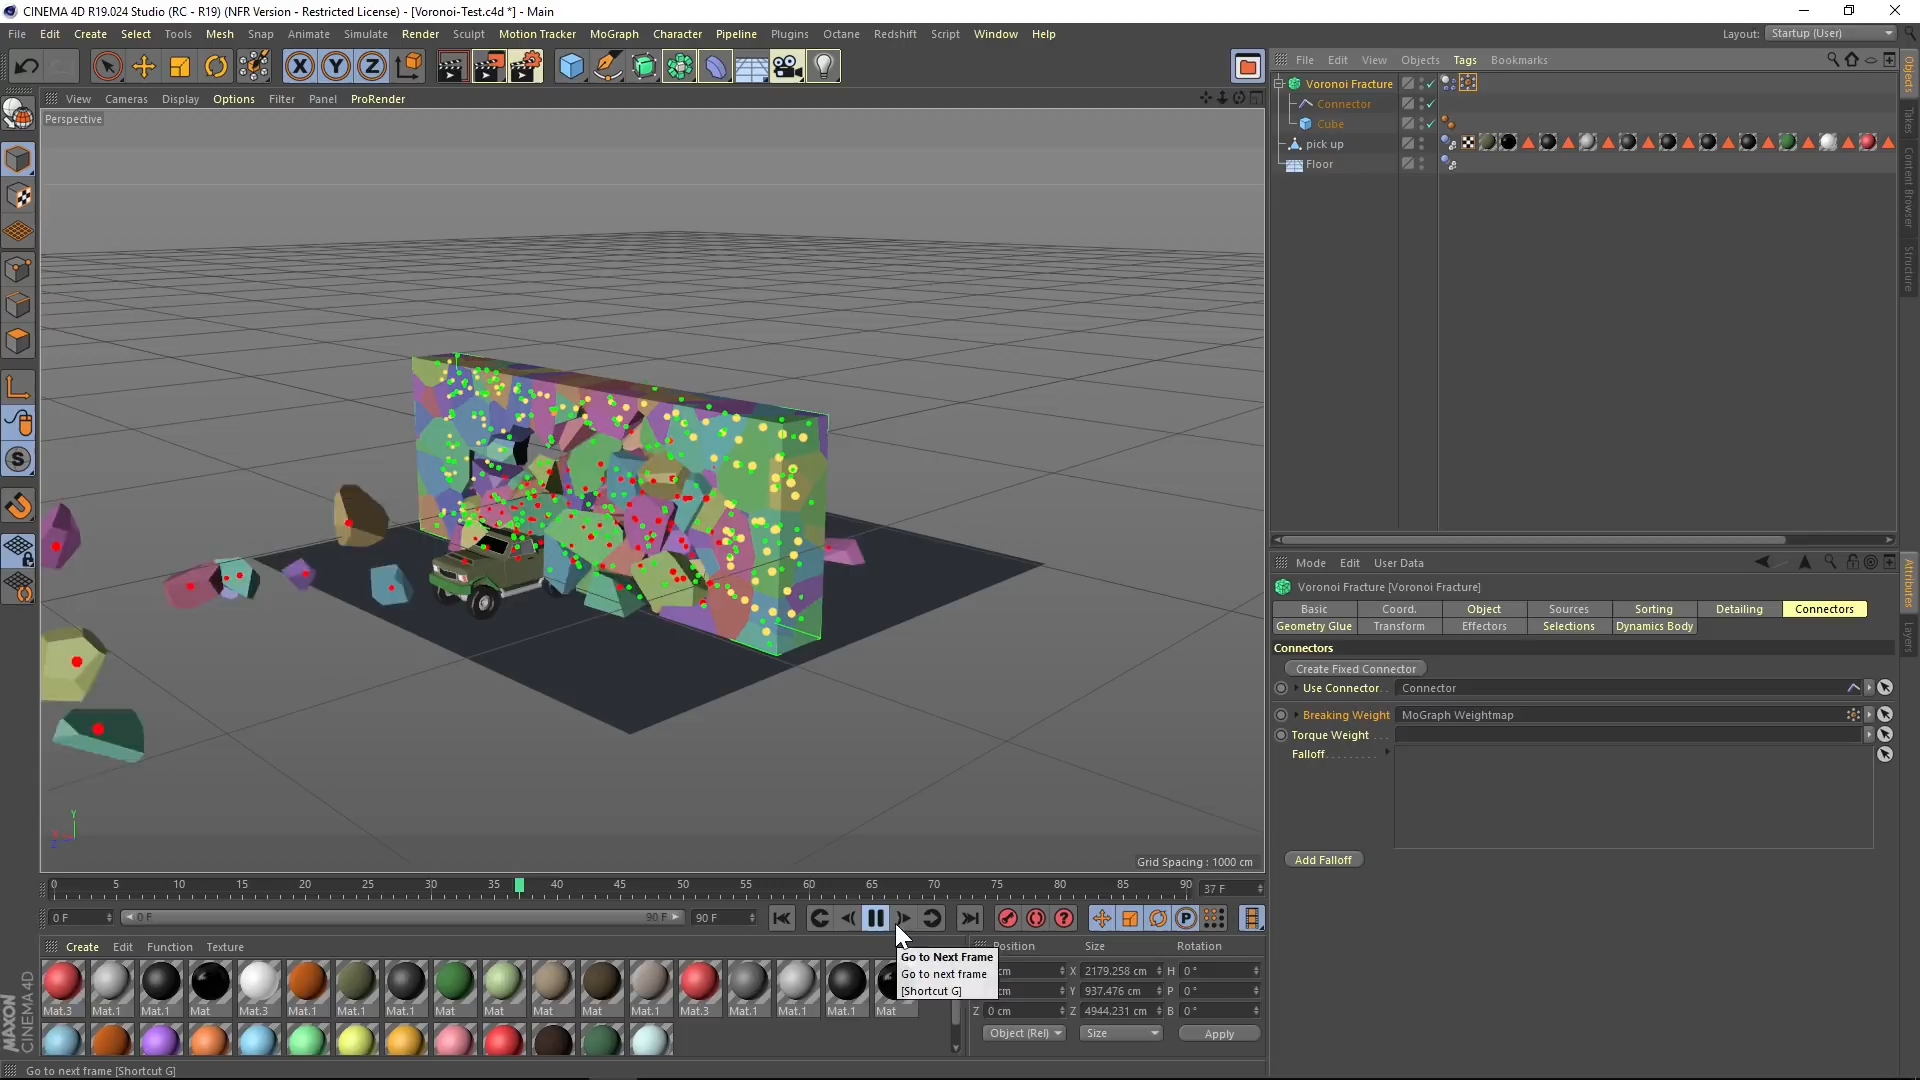 CINEMA 4D R19.024 Studio (RC - R19) (NFR Version - Restricted License) - [Voronoi-Test.c4d *] - Main
File Edit Create Select Tools Mesh Snap Animate Simulate Render Sculpt Motion Tracker MoGraph Character Pipeline Plugins Octane Redshift Script Window Help
Layout: Startup (User)
X Y Z
File Edit View Objects Tags Bookmarks
Voronoi Fracture
Connector
Cube
pick up
Floor
Objects
Takes
Content Browser
Structure
View Cameras Display Options Filter Panel ProRender
Perspective
S
Y
Grid Spacing : 1000 cm
Mode Edit User Data
Voronoi Fracture [Voronoi Fracture]
Basic Coord. Object Sources Sorting Detailing Connectors
Geometry Glue Transform Effectors Selections Dynamics Body
Connectors
Create Fixed Connector
Use Connector. . Connector
Breaking Weight MoGraph Weightmap
Torque Weight . . .
Falloff. . . . . . . . .
Add Falloff
Attributes
Layers
0 5 10 15 20 25 30 35 40 45 50 55 60 65 70 75 80 85 90 37 F
0 F 0 F 90 F 90 F
P
Create Edit Function Texture
Mat.3 Mat.1 Mat.1 Mat Mat.3 Mat.1 Mat.1 Mat.1 Mat Mat Mat Mat Mat.1 Mat.3 Mat.1 Mat.1 Mat.1 Mat
Go to Next Frame
Go to next frame
[Shortcut G]
Position Size Rotation
cm X 2179.258 cm H 0 °
cm Y 937.476 cm P 0 °
Z 0 cm Z 4944.231 cm B 0 °
Object (Rel) Size Apply
MAXON
CINEMA 4D
Go to next frame [Shortcut G]